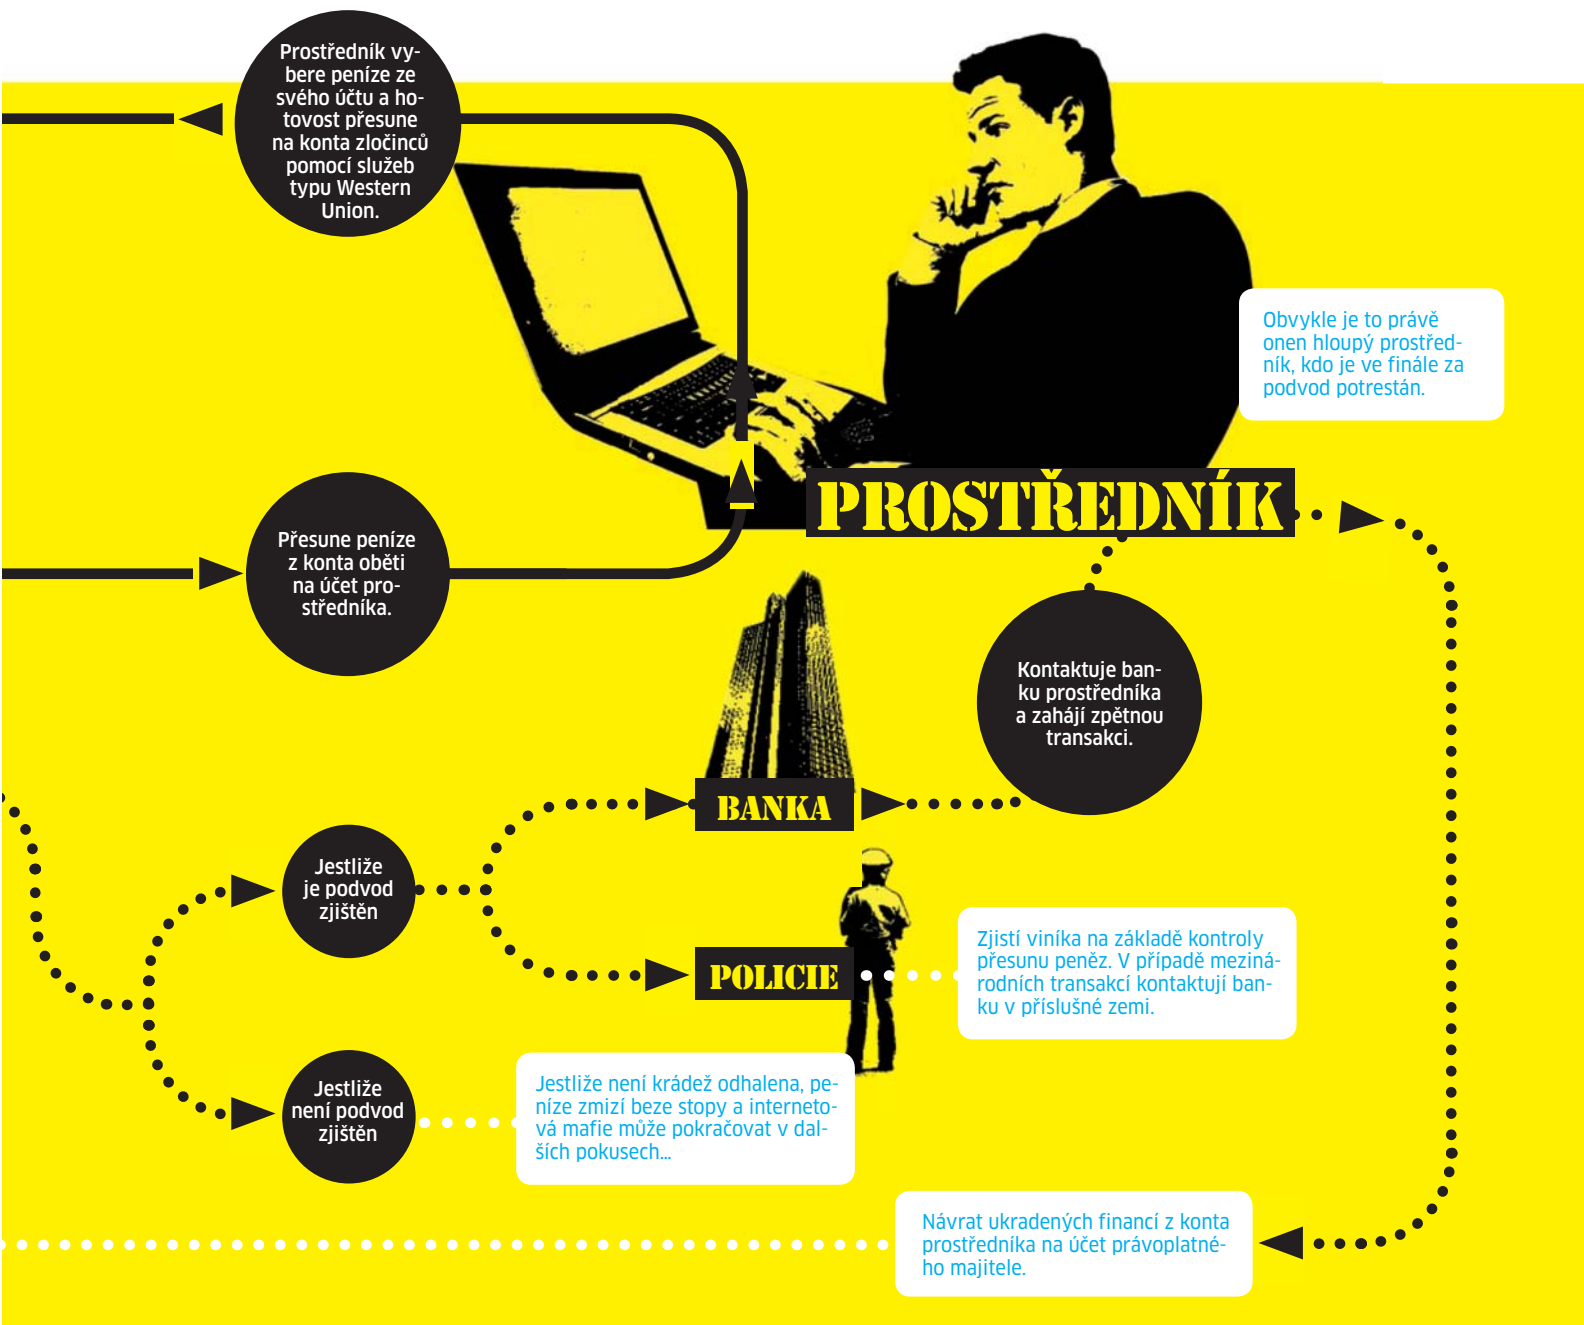 Prostředník vy-
bere peníze ze
svého účtu a ho-
tovost přesune
na konta zločinců
pomocí služeb
typu Western
Union.
Obvykle je to právě
onen hloupý prostřed-
ník, kdo je ve finále za
podvod potrestán.
PROSTŘEDNÍK
Přesune peníze
z konta oběti
na účet pro-
středníka.
Kontaktuje ban-
ku prostředníka
a zahájí zpětnou
transakci.
BANKA
Jestliže
je podvod
zjištěn
POLICIE
Zjistí viníka na základě kontroly
přesunu peněz. V případě meziná-
rodních transakcí kontaktují ban-
ku v příslušné zemi.
Jestliže
není podvod
zjištěn
Jestliže není krádež odhalena, pe-
níze zmizí beze stopy a interneto-
vá mafie může pokračovat v dal-
ších pokusech...
Návrat ukradených financí z konta
prostředníka na účet právoplatné-
ho majitele.